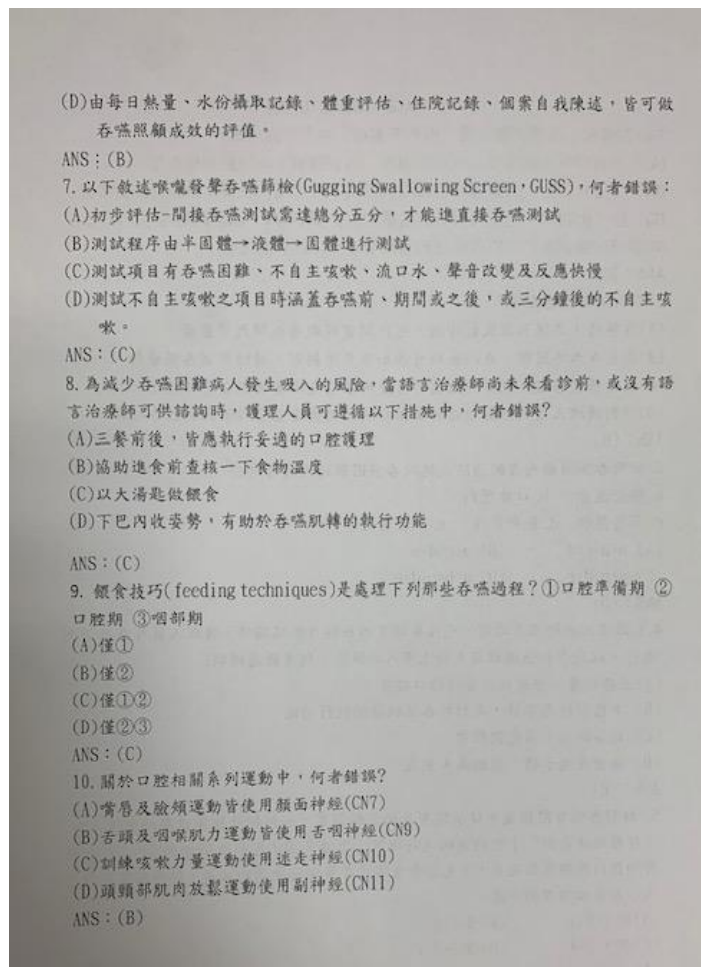 (D)由每日熱量、水份攝取記錄、體重評估、住院記錄、個案自我陳述，皆可做
吞嚥照顧成效的評值。
ANS：(B)
7. 以下敘述喉嚨發聲吞嚥篩檢(Gugging Swallowing Screen，GUSS)，何者錯誤：
(A)初步評估-間接吞嚥測試需達總分五分，才能進直接吞嚥測試
(B)測試程序由半固體→液體→固體進行測試
(C)測試項目有吞嚥困難、不自主咳嗽、流口水、聲音改變及反應快慢
(D)測試不自主咳嗽之項目時涵蓋吞嚥前、期間或之後，或三分鐘後的不自主咳
嗽。
ANS：(C)
8. 為減少吞嚥困難病人發生吸入的風險，當語言治療師尚未來看診前，或沒有語
言治療師可供諮詢時，護理人員可遵循以下措施中，何者錯誤?
(A)三餐前後，皆應執行妥適的口腔護理
(B)協助進食前查核一下食物溫度
(C)以大湯匙做餵食
(D)下巴內收姿勢，有助於吞嚥肌轉的執行功能
ANS：(C)
9. 餵食技巧(feeding techniques)是處理下列那些吞嚥過程？①口腔準備期 ②
口腔期 ③咽部期
(A)僅①
(B)僅②
(C)僅①②
(D)僅②③
ANS：(C)
10. 關於口腔相關系列運動中，何者錯誤?
(A)嘴唇及臉頰運動皆使用顏面神經(CN7)
(B)舌頭及咽喉肌力運動皆使用舌咽神經(CN9)
(C)訓練咳嗽力量運動使用迷走神經(CN10)
(D)頭頸部肌肉放鬆運動使用副神經(CN11)
ANS：(B)